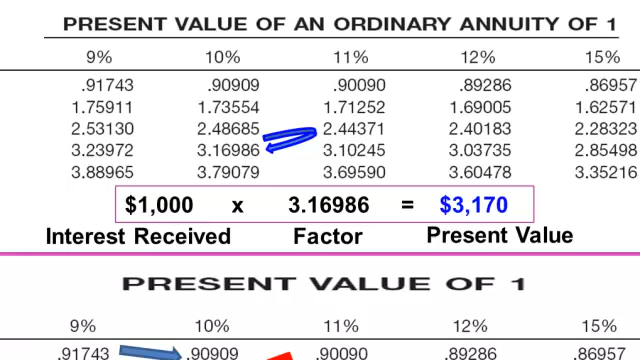 PRESENT VALUE OF AN ORDINARY ANNUITY OF 1
9% 10% 11% 12% 15%
.91743 .90909 .90090 .89286 .86957
1.75911 1.73554 1.71252 1.69005 1.62571
2.53130 2.48685 2.44371 2.40183 2.28323
3.23972 3.16986 3.10245 3.03735 2.85498
3.88965 3.79079 3.69590 3.60478 3.35216
$1,000 x 3.16986 = $3,170
Interest Received Factor Present Value
PRESENT VALUE OF 1
9% 10% 11% 12% 15%
.91743 .90909 .90090 .89286 .86957